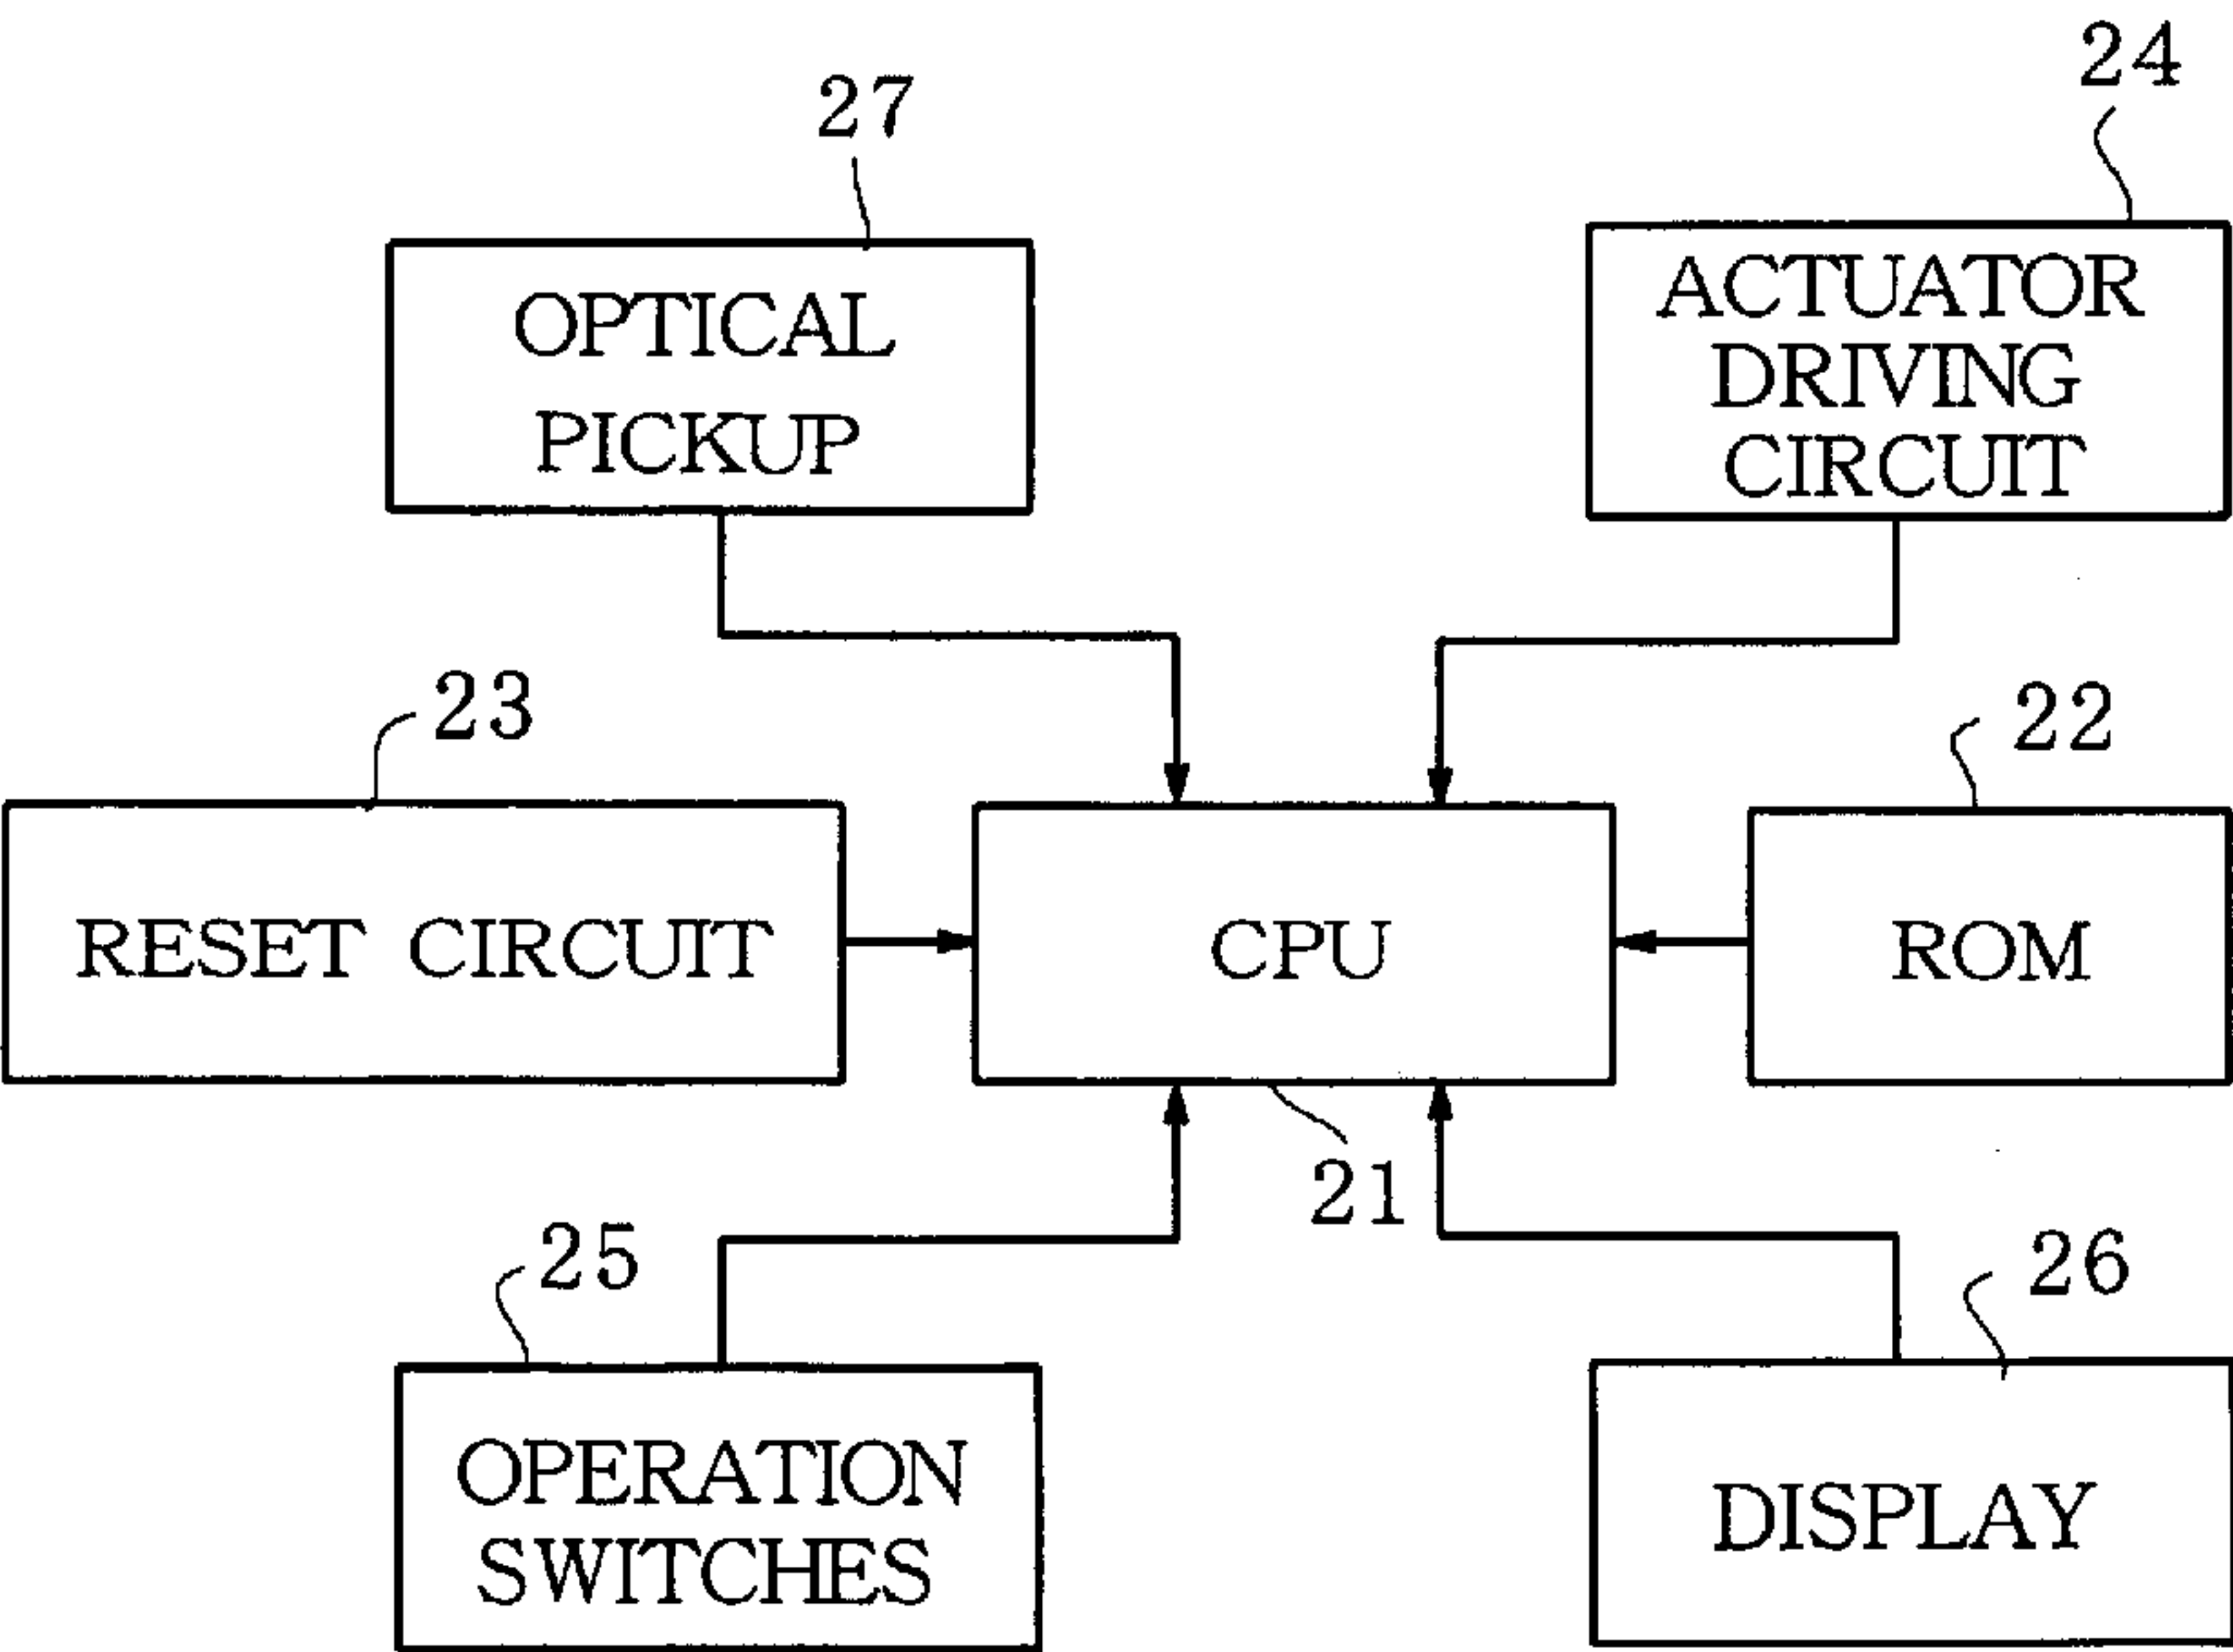 24
27
OPTICAL
PICKUP
ACTUATOR
DRIVING
CIRCUIT
23
22
RESET CIRCUIT
CPU
ROM
21
25
26
OPERATION
SWITCHES
DISPLAY